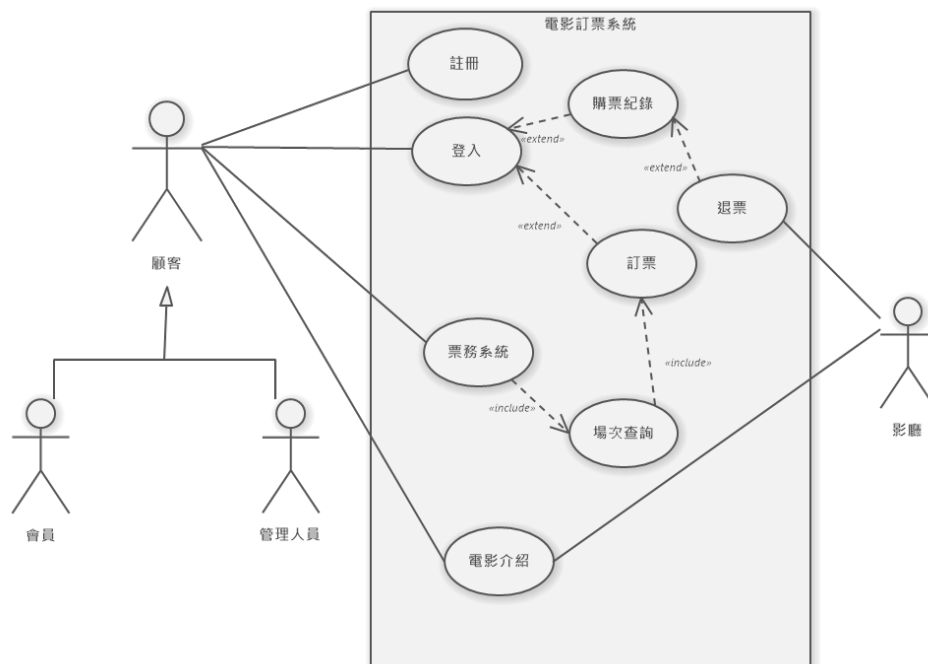 電影訂票系統
註冊
購票紀錄
«extend»
登入
«extend»
退票
«extend»
訂票
顧客
票務系統
«include»
«include»
場次查詢
影廳
會員
管理人員
電影介紹